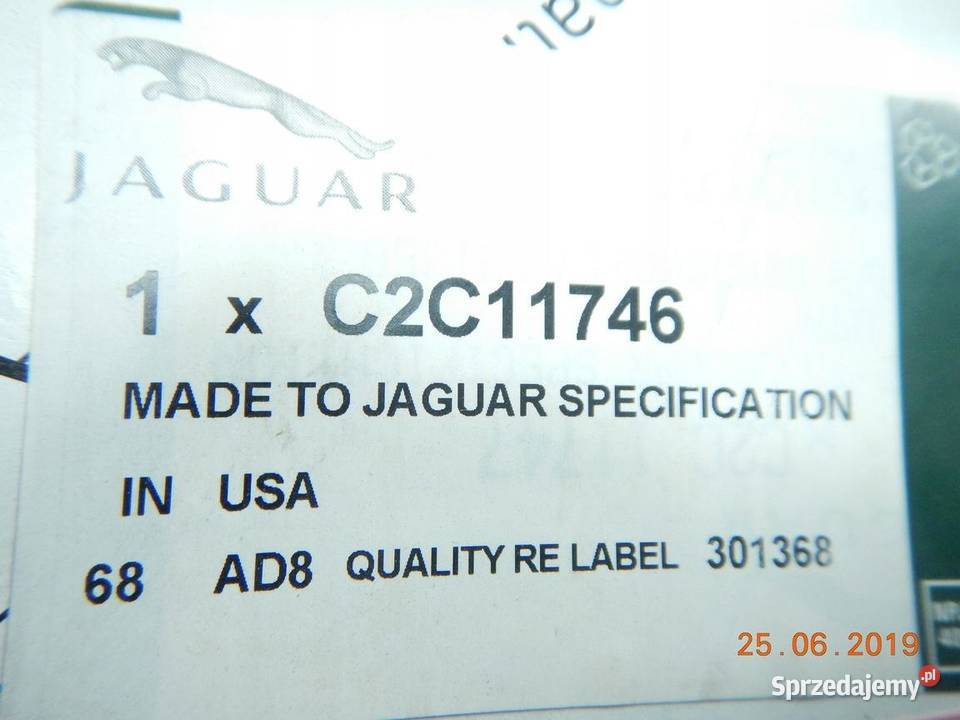 JAGUAR
1 x C2C11746
MADE TO JAGUAR SPECIFICATION
IN USA
68 AD8 QUALITY RE LABEL 301368
25.06.2019
Sprzedajemy.pl